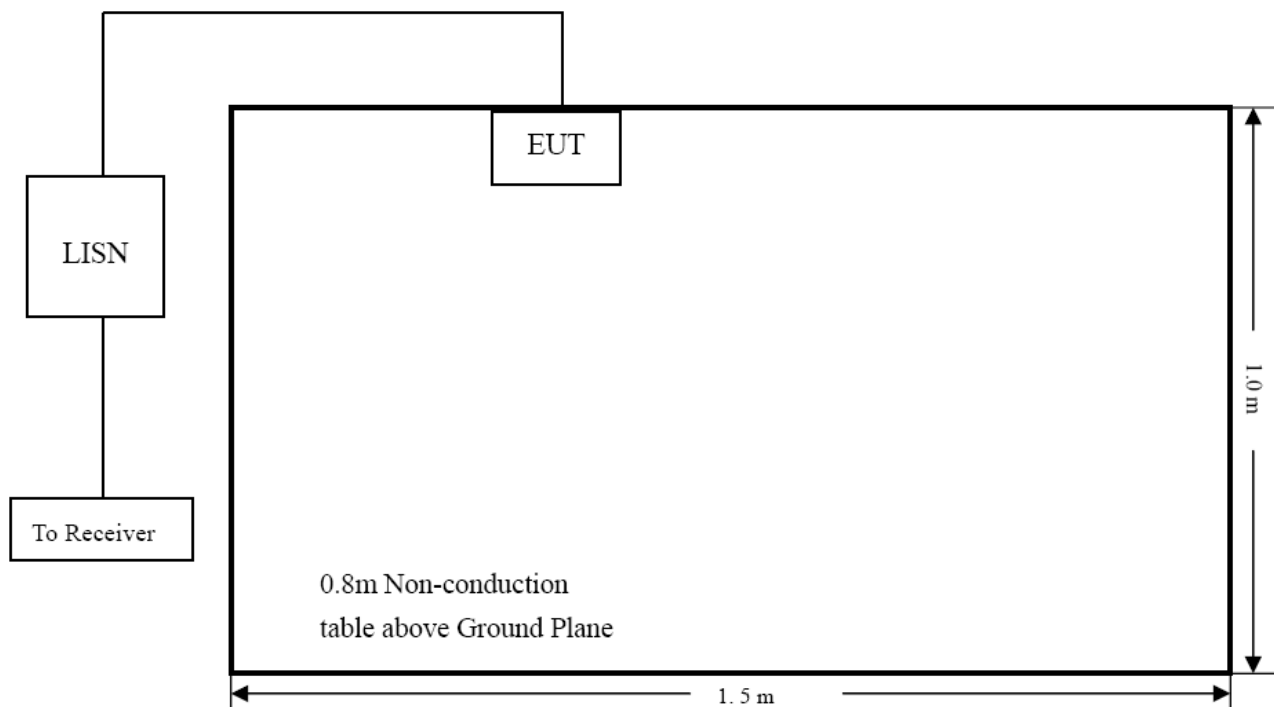 EUT
LISN
To Receiver
0.8m Non-conduction
table above Ground Plane
1.0 m
1. 5 m